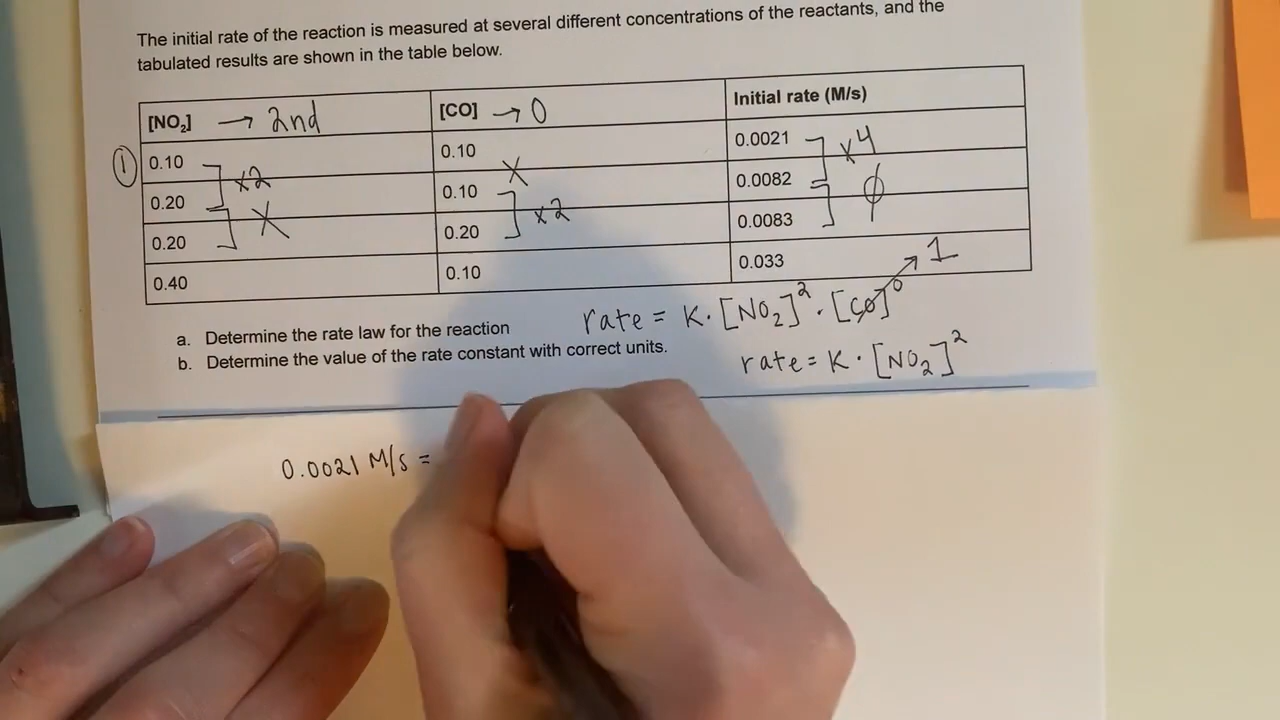 The initial rate of the reaction is measured at several different concentrations of the reactants, and the
tabulated results are shown in the table below.
[NO₂] → 2nd [CO] → 0 Initial rate (M/s)
① 0.10 0.10 0.0021
x2 X x4
0.20 0.10 0.0082
X x2 ϕ
0.20 0.20 0.0083
0.40 0.10 0.033
1
a. Determine the rate law for the reaction rate = K · [NO₂]² · [CO]⁰
b. Determine the value of the rate constant with correct units. rate = K · [NO₂]²
0.0021 M/s =